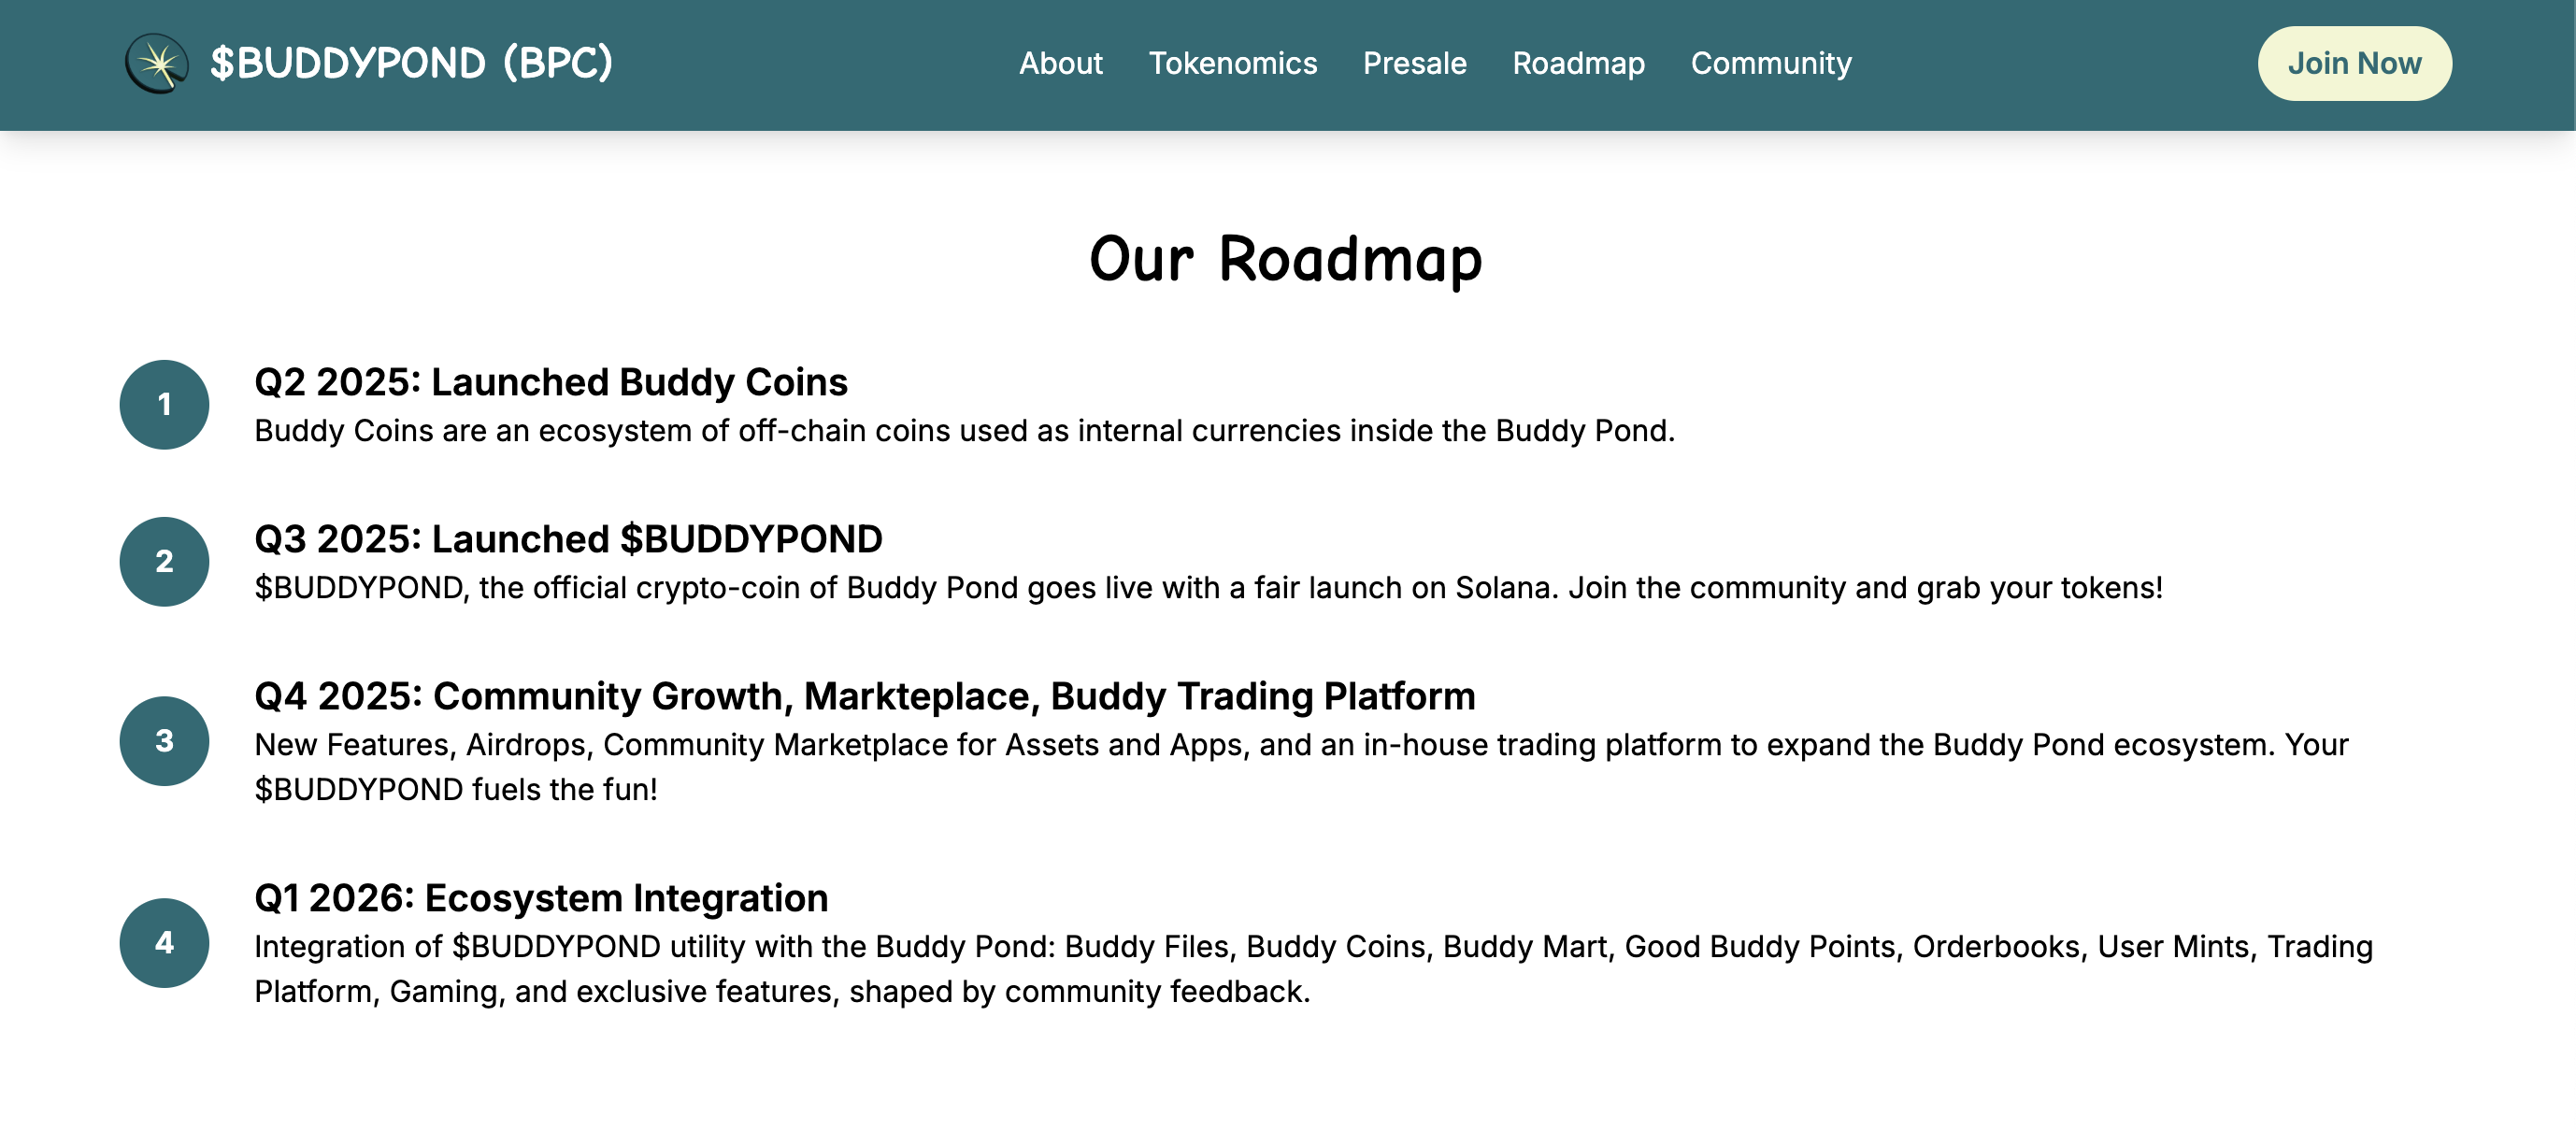 $BUDDYPOND (BPC)
About
Tokenomics
Presale
Roadmap
Community
Join Now
Our Roadmap
1
Q2 2025: Launched Buddy Coins
Buddy Coins are an ecosystem of off-chain coins used as internal currencies inside the Buddy Pond.
2
Q3 2025: Launched $BUDDYPOND
$BUDDYPOND, the official crypto-coin of Buddy Pond goes live with a fair launch on Solana. Join the community and grab your tokens!
3
Q4 2025: Community Growth, Markteplace, Buddy Trading Platform
New Features, Airdrops, Community Marketplace for Assets and Apps, and an in-house trading platform to expand the Buddy Pond ecosystem. Your
$BUDDYPOND fuels the fun!
4
Q1 2026: Ecosystem Integration
Integration of $BUDDYPOND utility with the Buddy Pond: Buddy Files, Buddy Coins, Buddy Mart, Good Buddy Points, Orderbooks, User Mints, Trading
Platform, Gaming, and exclusive features, shaped by community feedback.